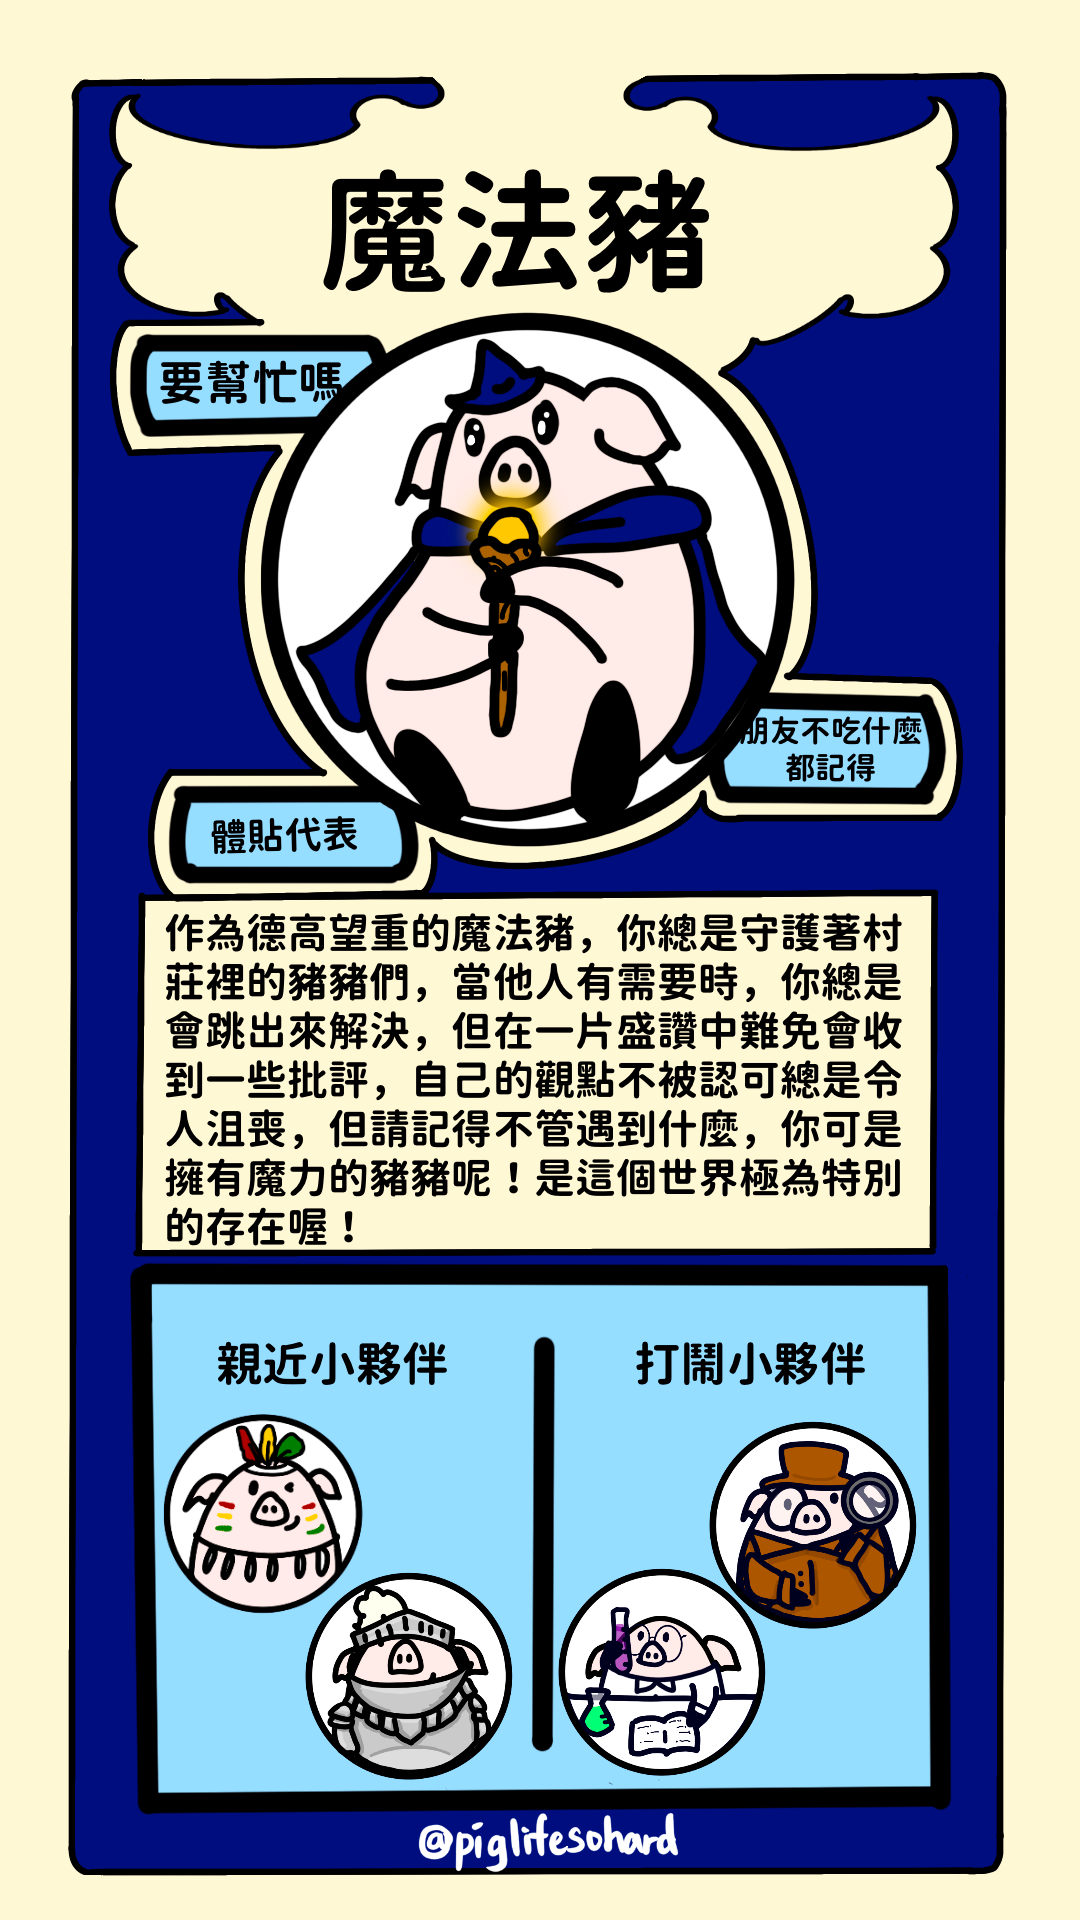 魔法豬
要幫忙嗎
朋友不吃什麼
都記得
體貼代表
作為德高望重的魔法豬，你總是守護著村
莊裡的豬豬們，當他人有需要時，你總是
會跳出來解決，但在一片盛讚中難免會收
到一些批評，自己的觀點不被認可總是令
人沮喪，但請記得不管遇到什麼，你可是
擁有魔力的豬豬呢！是這個世界極為特別
的存在喔！
親近小夥伴
打鬧小夥伴
@piglifesohard